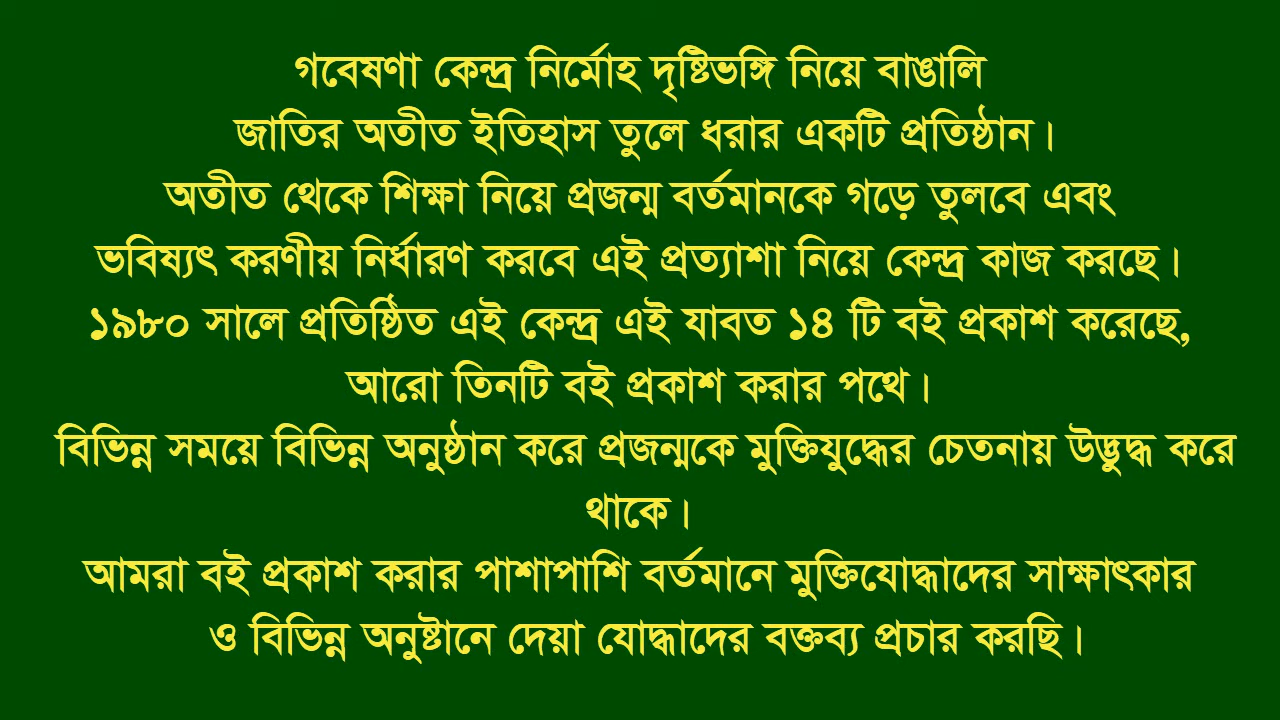 গবেষণা কেন্দ্র নির্মোহ দৃষ্টিভঙ্গি নিয়ে বাঙালি
জাতির অতীত ইতিহাস তুলে ধরার একটি প্রতিষ্ঠান।
অতীত থেকে শিক্ষা নিয়ে প্রজন্ম বর্তমানকে গড়ে তুলবে এবং
ভবিষ্যৎ করণীয় নির্ধারণ করবে এই প্রত্যাশা নিয়ে কেন্দ্র কাজ করছে।
১৯৮০ সালে প্রতিষ্ঠিত এই কেন্দ্র এই যাবত ১৪ টি বই প্রকাশ করেছে,
আরো তিনটি বই প্রকাশ করার পথে।
বিভিন্ন সময়ে বিভিন্ন অনুষ্ঠান করে প্রজন্মকে মুক্তিযুদ্ধের চেতনায় উদ্ভুদ্ধ করে
থাকে।
আমরা বই প্রকাশ করার পাশাপাশি বর্তমানে মুক্তিযোদ্ধাদের সাক্ষাৎকার
ও বিভিন্ন অনুষ্টানে দেয়া যোদ্ধাদের বক্তব্য প্রচার করছি।